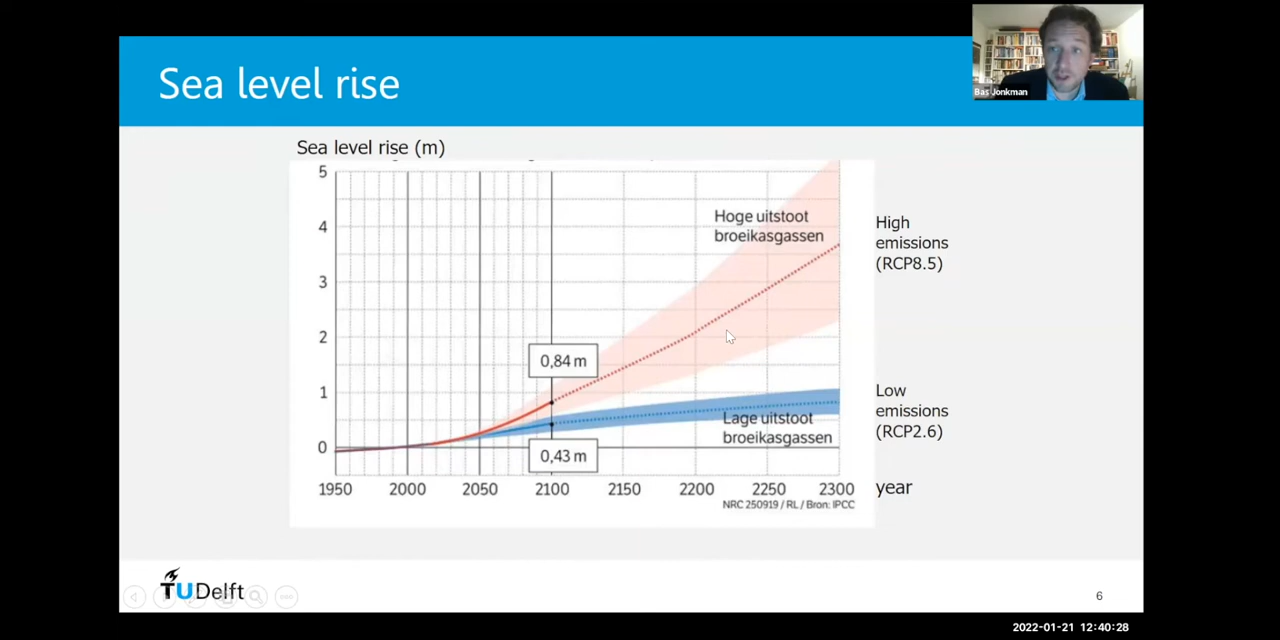 Sea level rise
Bas Jonkman
Sea level rise (m)
5
4
3
2
1
0
Hoge uitstoot
broeikasgassen
High
emissions
(RCP8.5)
0,84 m
0,43 m
Lage uitstoot
broeikasgassen
Low
emissions
(RCP2.6)
1950 2000 2050 2100 2150 2200 2250 2300
year
NRC 250919 / RL / Bron: IPCC
TUDelft
6
2022-01-21 12:40:28